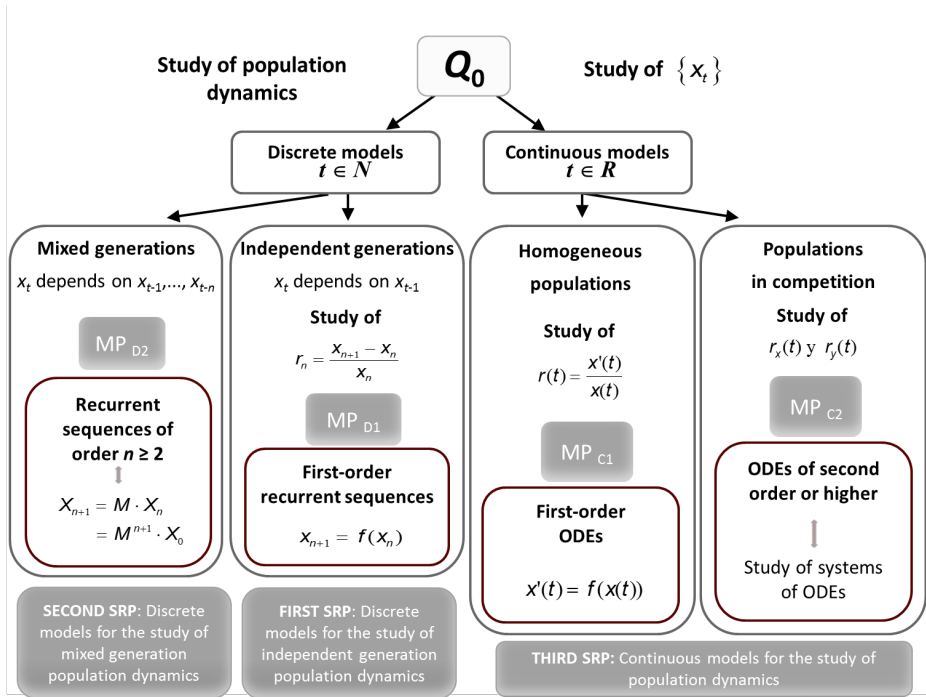 Study of population
dynamics
Q₀
Study of {xₜ}
Discrete models
t ∈ N
Continuous models
t ∈ R
Mixed generations
xₜ depends on xₜ₋₁,..., xₜ₋ₙ
MP D2
Recurrent
sequences of
order n ≥ 2
Xₙ₊₁ = M · Xₙ
= Mⁿ⁺¹ · X₀
Independent generations
xₜ depends on xₜ₋₁
Study of
rₙ = (xₙ₊₁ − xₙ) / xₙ
MP D1
First-order
recurrent sequences
xₙ₊₁ = f(xₙ)
Homogeneous
populations
Study of
r(t) = x'(t) / x(t)
MP C1
First-order
ODEs
x'(t) = f(x(t))
Populations
in competition
Study of
rₓ(t) y r_y(t)
MP C2
ODEs of second
order or higher
Study of systems
of ODEs
SECOND SRP: Discrete
models for the study of
mixed generation
population dynamics
FIRST SRP: Discrete
models for the study of
independent generation
population dynamics
THIRD SRP: Continuous models for the study of
population dynamics